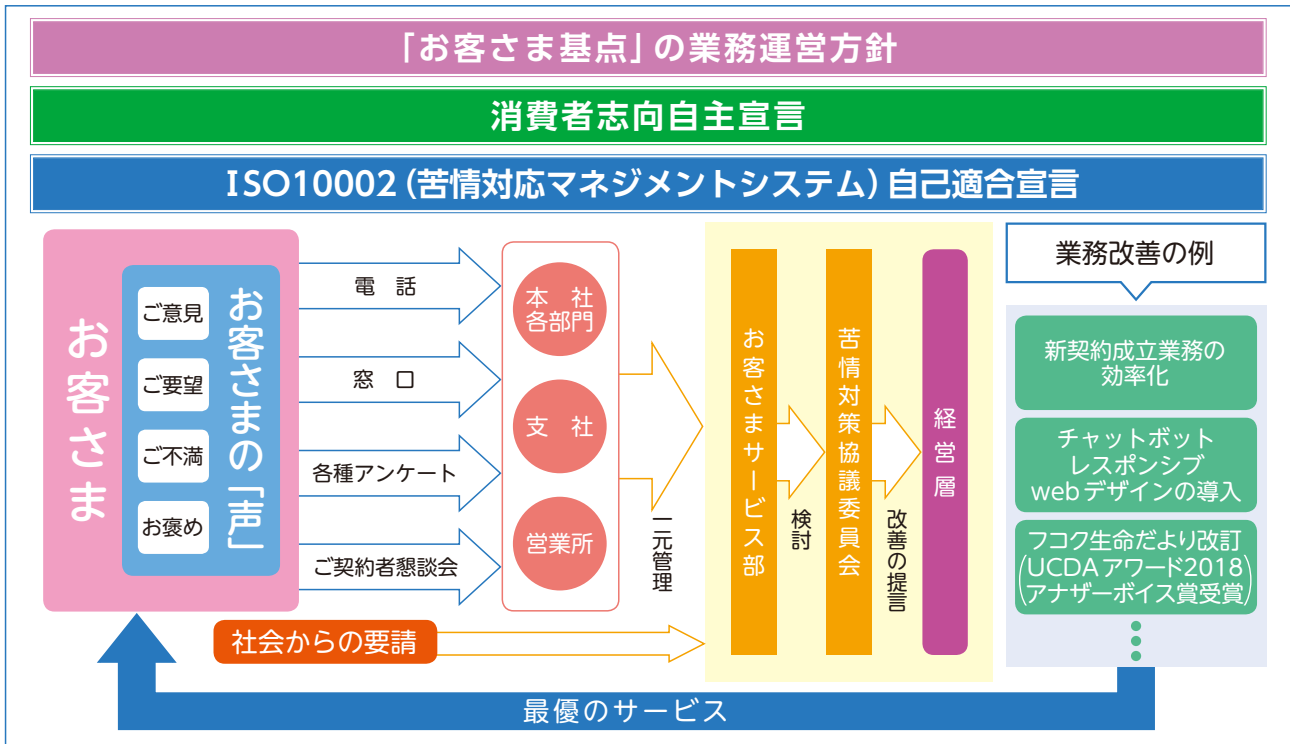 「お客さま基点」の業務運営方針
消費者志向自主宣言
ISO10002(苦情対応マネジメントシステム)自己適合宣言
お客さま
お客さまの「声」
ご意見
ご要望
ご不満
お褒め
電話
窓口
各種アンケート
ご契約者懇談会
本社
各部門
支社
営業所
一元管理
社会からの要請
お客さまサービス部
検討
苦情対策協議委員会
改善の提言
経営層
業務改善の例
新契約成立業務の
効率化
チャットボット
レスポンシブ
webデザインの導入
フコク生命だより改訂
(UCDAアワード2018
アナザーボイス賞受賞)
最優のサービス